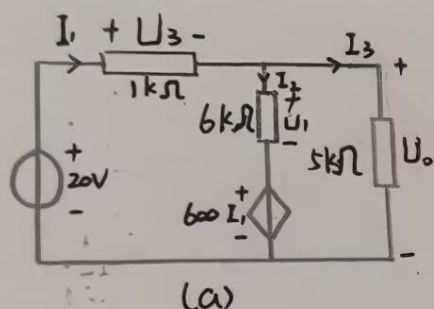 I₁ + U₃ -
1kΩ
I₂
I₃
+
+
20V
-
6kΩ
+
U₁
-
5kΩ
U₀
600 I₁
+
-
-
(a)